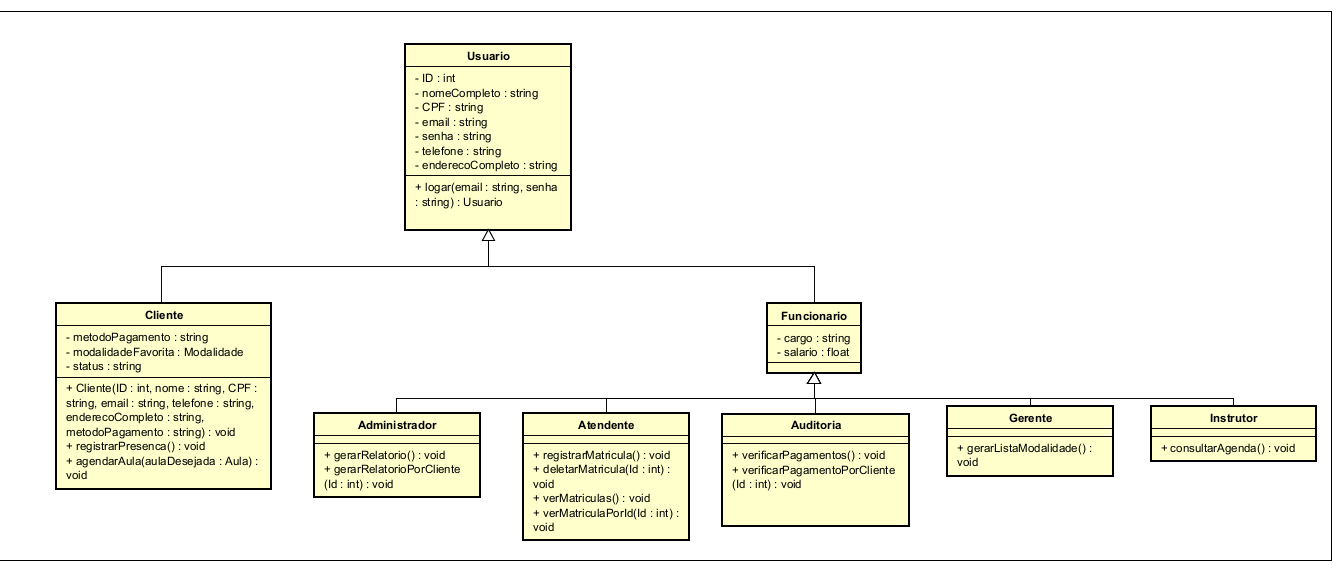 Usuario
- ID : int
- nomeCompleto : string
- CPF : string
- email : string
- senha : string
- telefone : string
- enderecoCompleto : string
+ logar(email : string, senha
: string) : Usuario
Cliente
- metodoPagamento : string
- modalidadeFavorita : Modalidade
- status : string
+ Cliente(ID : int, nome : string, CPF :
string, email : string, telefone : string,
enderecoCompleto : string,
metodoPagamento : string) : void
+ registrarPresenca() : void
+ agendarAula(aulaDesejada : Aula) :
void
Funcionario
- cargo : string
- salario : float
Administrador
+ gerarRelatorio() : void
+ gerarRelatorioPorCliente
(Id : int) : void
Atendente
+ registrarMatricula() : void
+ deletarMatricula(Id : int) :
void
+ verMatriculas() : void
+ verMatriculaPorId(Id : int) :
void
Auditoria
+ verificarPagamentos() : void
+ verificarPagamentoPorCliente
(Id : int) : void
Gerente
+ gerarListaModalidade() :
void
Instrutor
+ consultarAgenda() : void